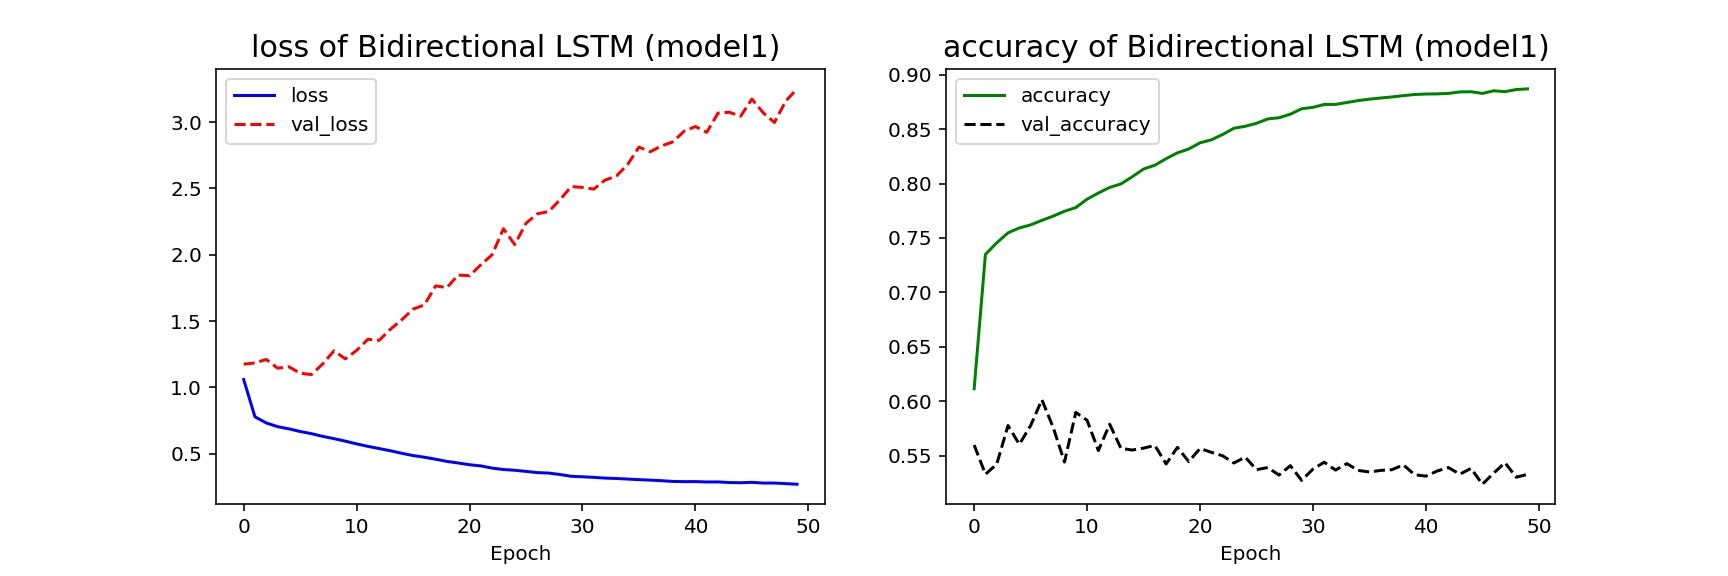 loss of Bidirectional LSTM (model1)
loss
val_loss
3.0
2.5
2.0
1.5
1.0
0.5
0 10 20 30 40 50
Epoch
accuracy of Bidirectional LSTM (model1)
accuracy
val_accuracy
0.90
0.85
0.80
0.75
0.70
0.65
0.60
0.55
0 10 20 30 40 50
Epoch